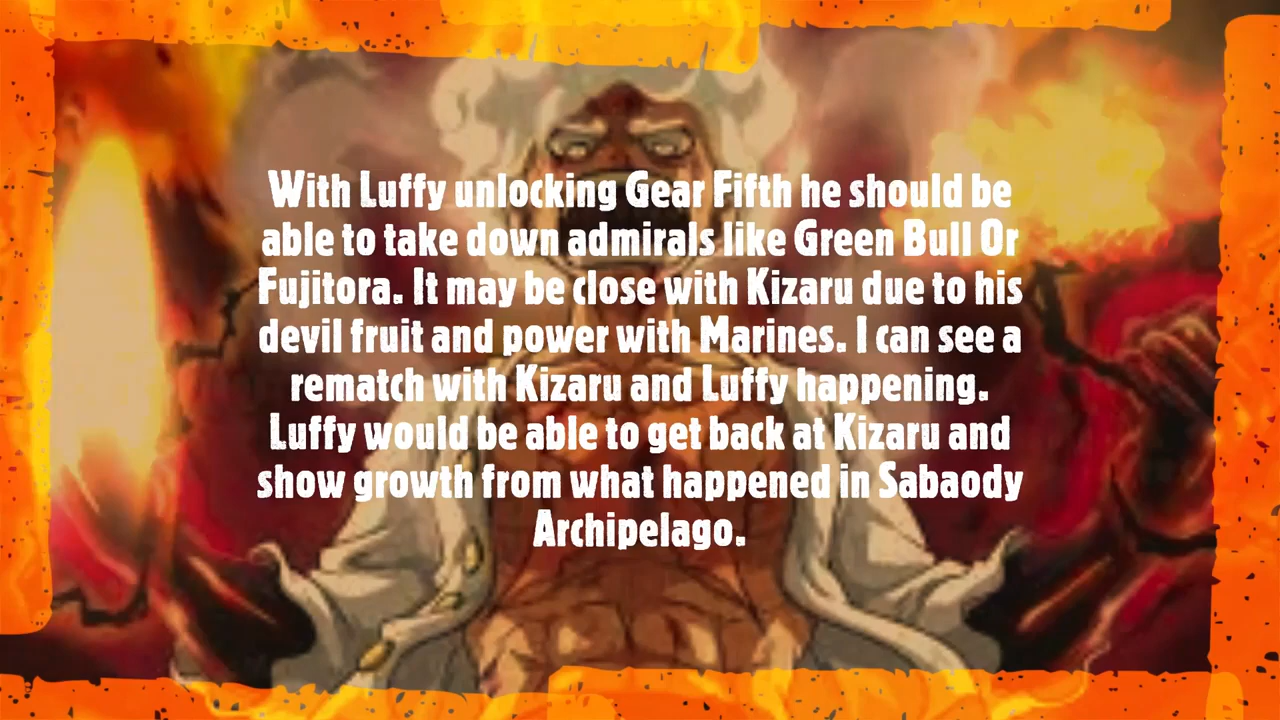 With Luffy unlocking Gear Fifth he should be
able to take down admirals like Green Bull Or
Fujitora. It may be close with Kizaru due to his
devil fruit and power with Marines. I can see a
rematch with Kizaru and Luffy happening.
Luffy would be able to get back at Kizaru and
show growth from what happened in Sabaody
Archipelago.